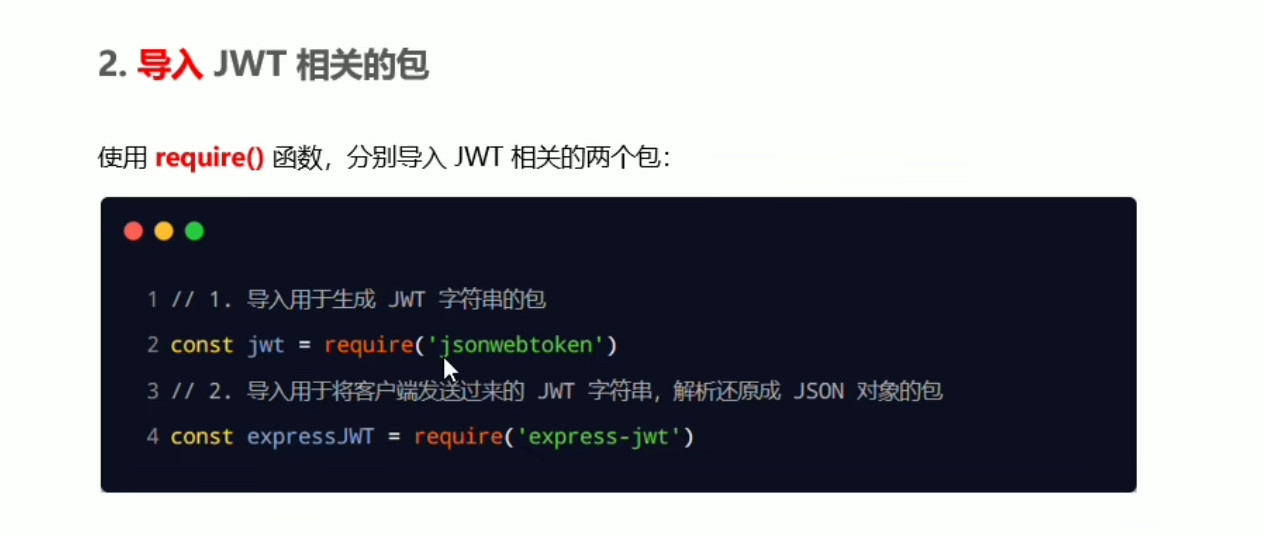 2. 导入 JWT 相关的包
使用 require() 函数，分别导入 JWT 相关的两个包：
1 // 1. 导入用于生成 JWT 字符串的包
2 const jwt = require('jsonwebtoken')
3 // 2. 导入用于将客户端发送过来的 JWT 字符串，解析还原成 JSON 对象的包
4 const expressJWT = require('express-jwt')